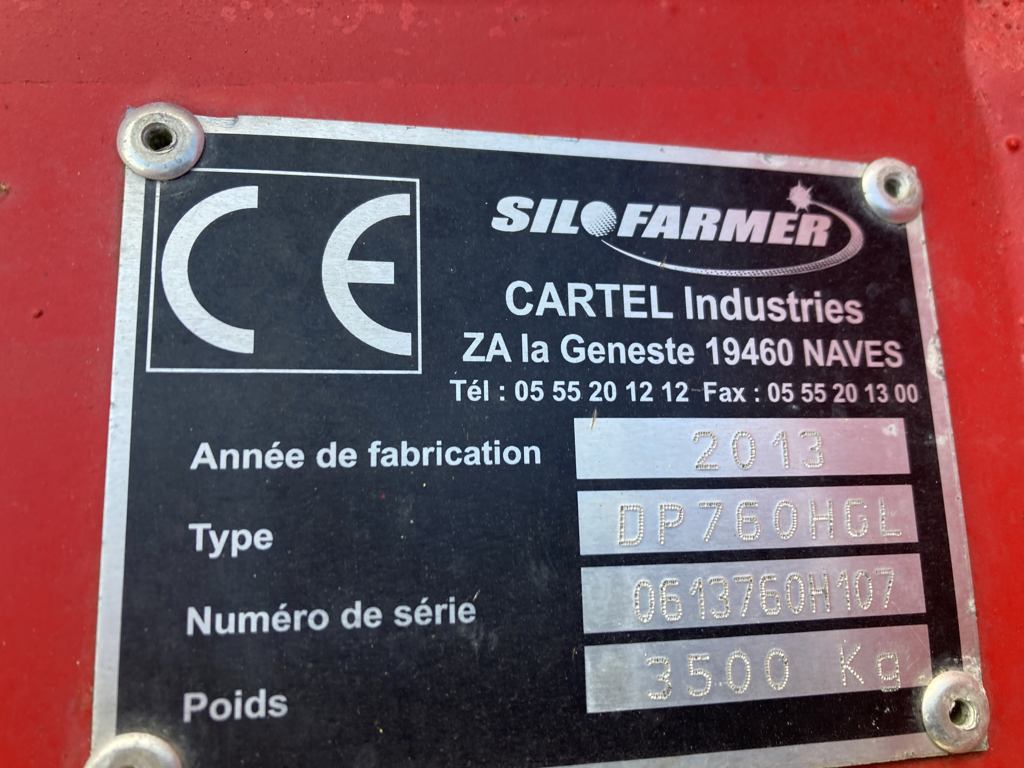 CE
SILOFARMER
CARTEL Industries
ZA la Geneste 19460 NAVES
Tél : 05 55 20 12 12 Fax : 05 55 20 13 00
Année de fabrication 2013
Type DP760HGL
Numéro de série 0613760H107
Poids 3500 Kg